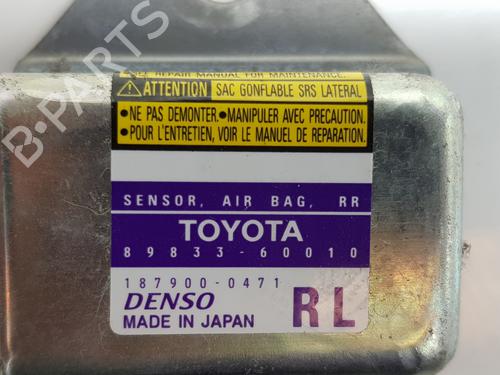 REPAIR MANUAL FOR MAINTENANCE.
ATTENTION SAC GONFLABLE SRS LATERAL
•NE PAS DEMONTER.•MANIPULER AVEC PRECAUTION.
•POUR L'ENTRETIEN, VOIR LE MANUEL DE REPARATION.
SENSOR, AIR BAG, RR
TOYOTA
89833-60010
187900-0471
DENSO
MADE IN JAPAN
RL
B-PARTS